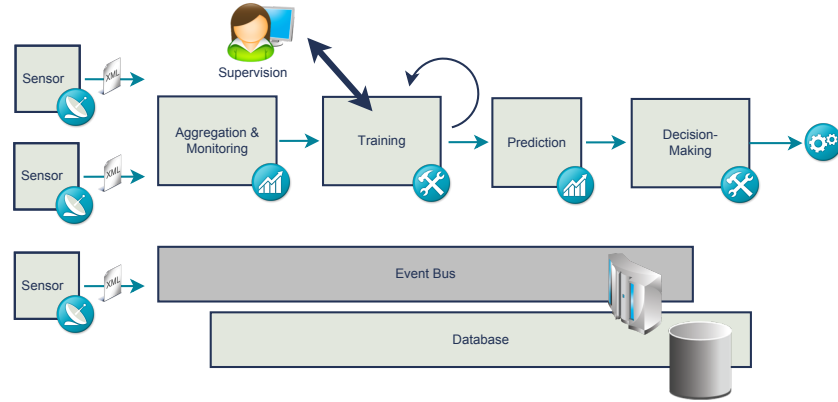 Supervision
Sensor
XML
Aggregation &
Monitoring
Training
Prediction
Decision-
Making
Sensor
XML
Sensor
XML
Event Bus
Database